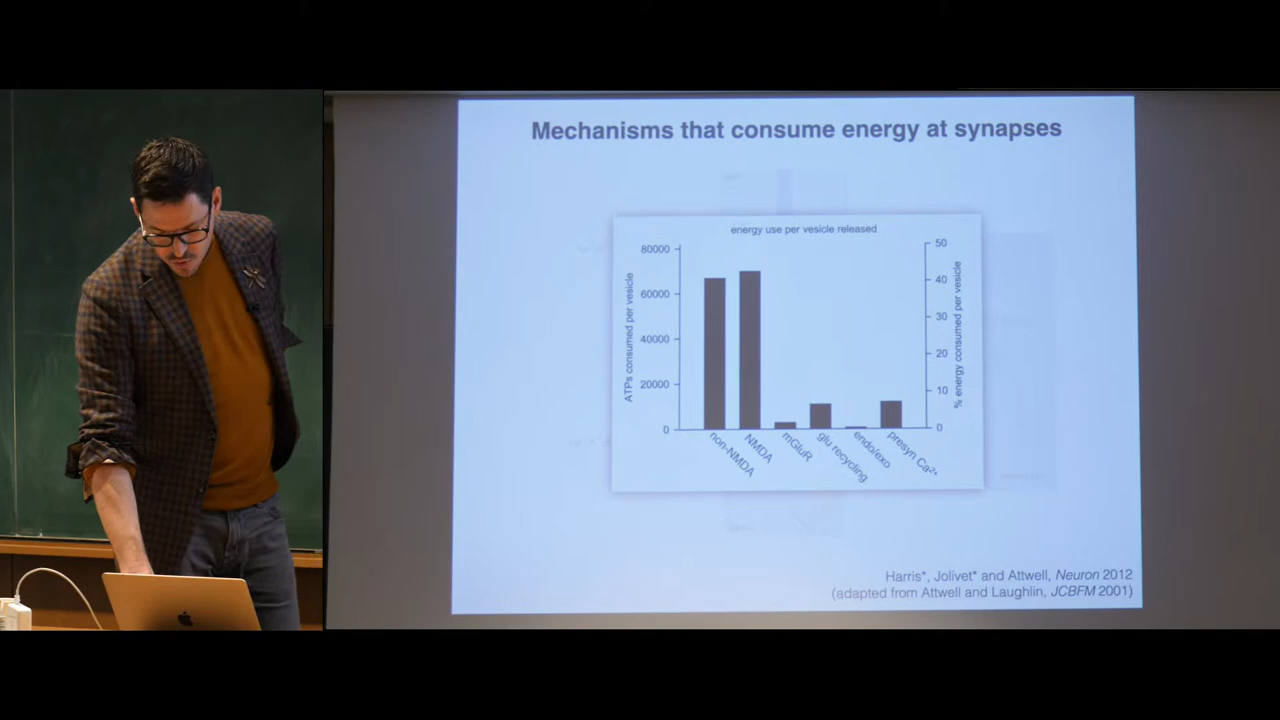 Mechanisms that consume energy at synapses
energy use per vesicle released
ATPs consumed per vesicle
80000
60000
40000
20000
0
50
40
30
20
10
0
% energy consumed per vesicle
non-NMDA
NMDA
mGluR
glu recycling
endo/exo
presyn Ca²⁺
Harris*, Jolivet* and Attwell, Neuron 2012
(adapted from Attwell and Laughlin, JCBFM 2001)